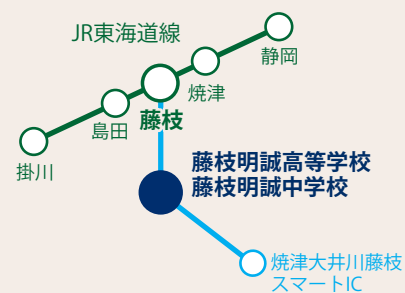 JR東海道線
静岡
焼津
藤枝
島田
掛川
藤枝明誠高等学校
藤枝明誠中学校
焼津大井川藤枝
スマートIC